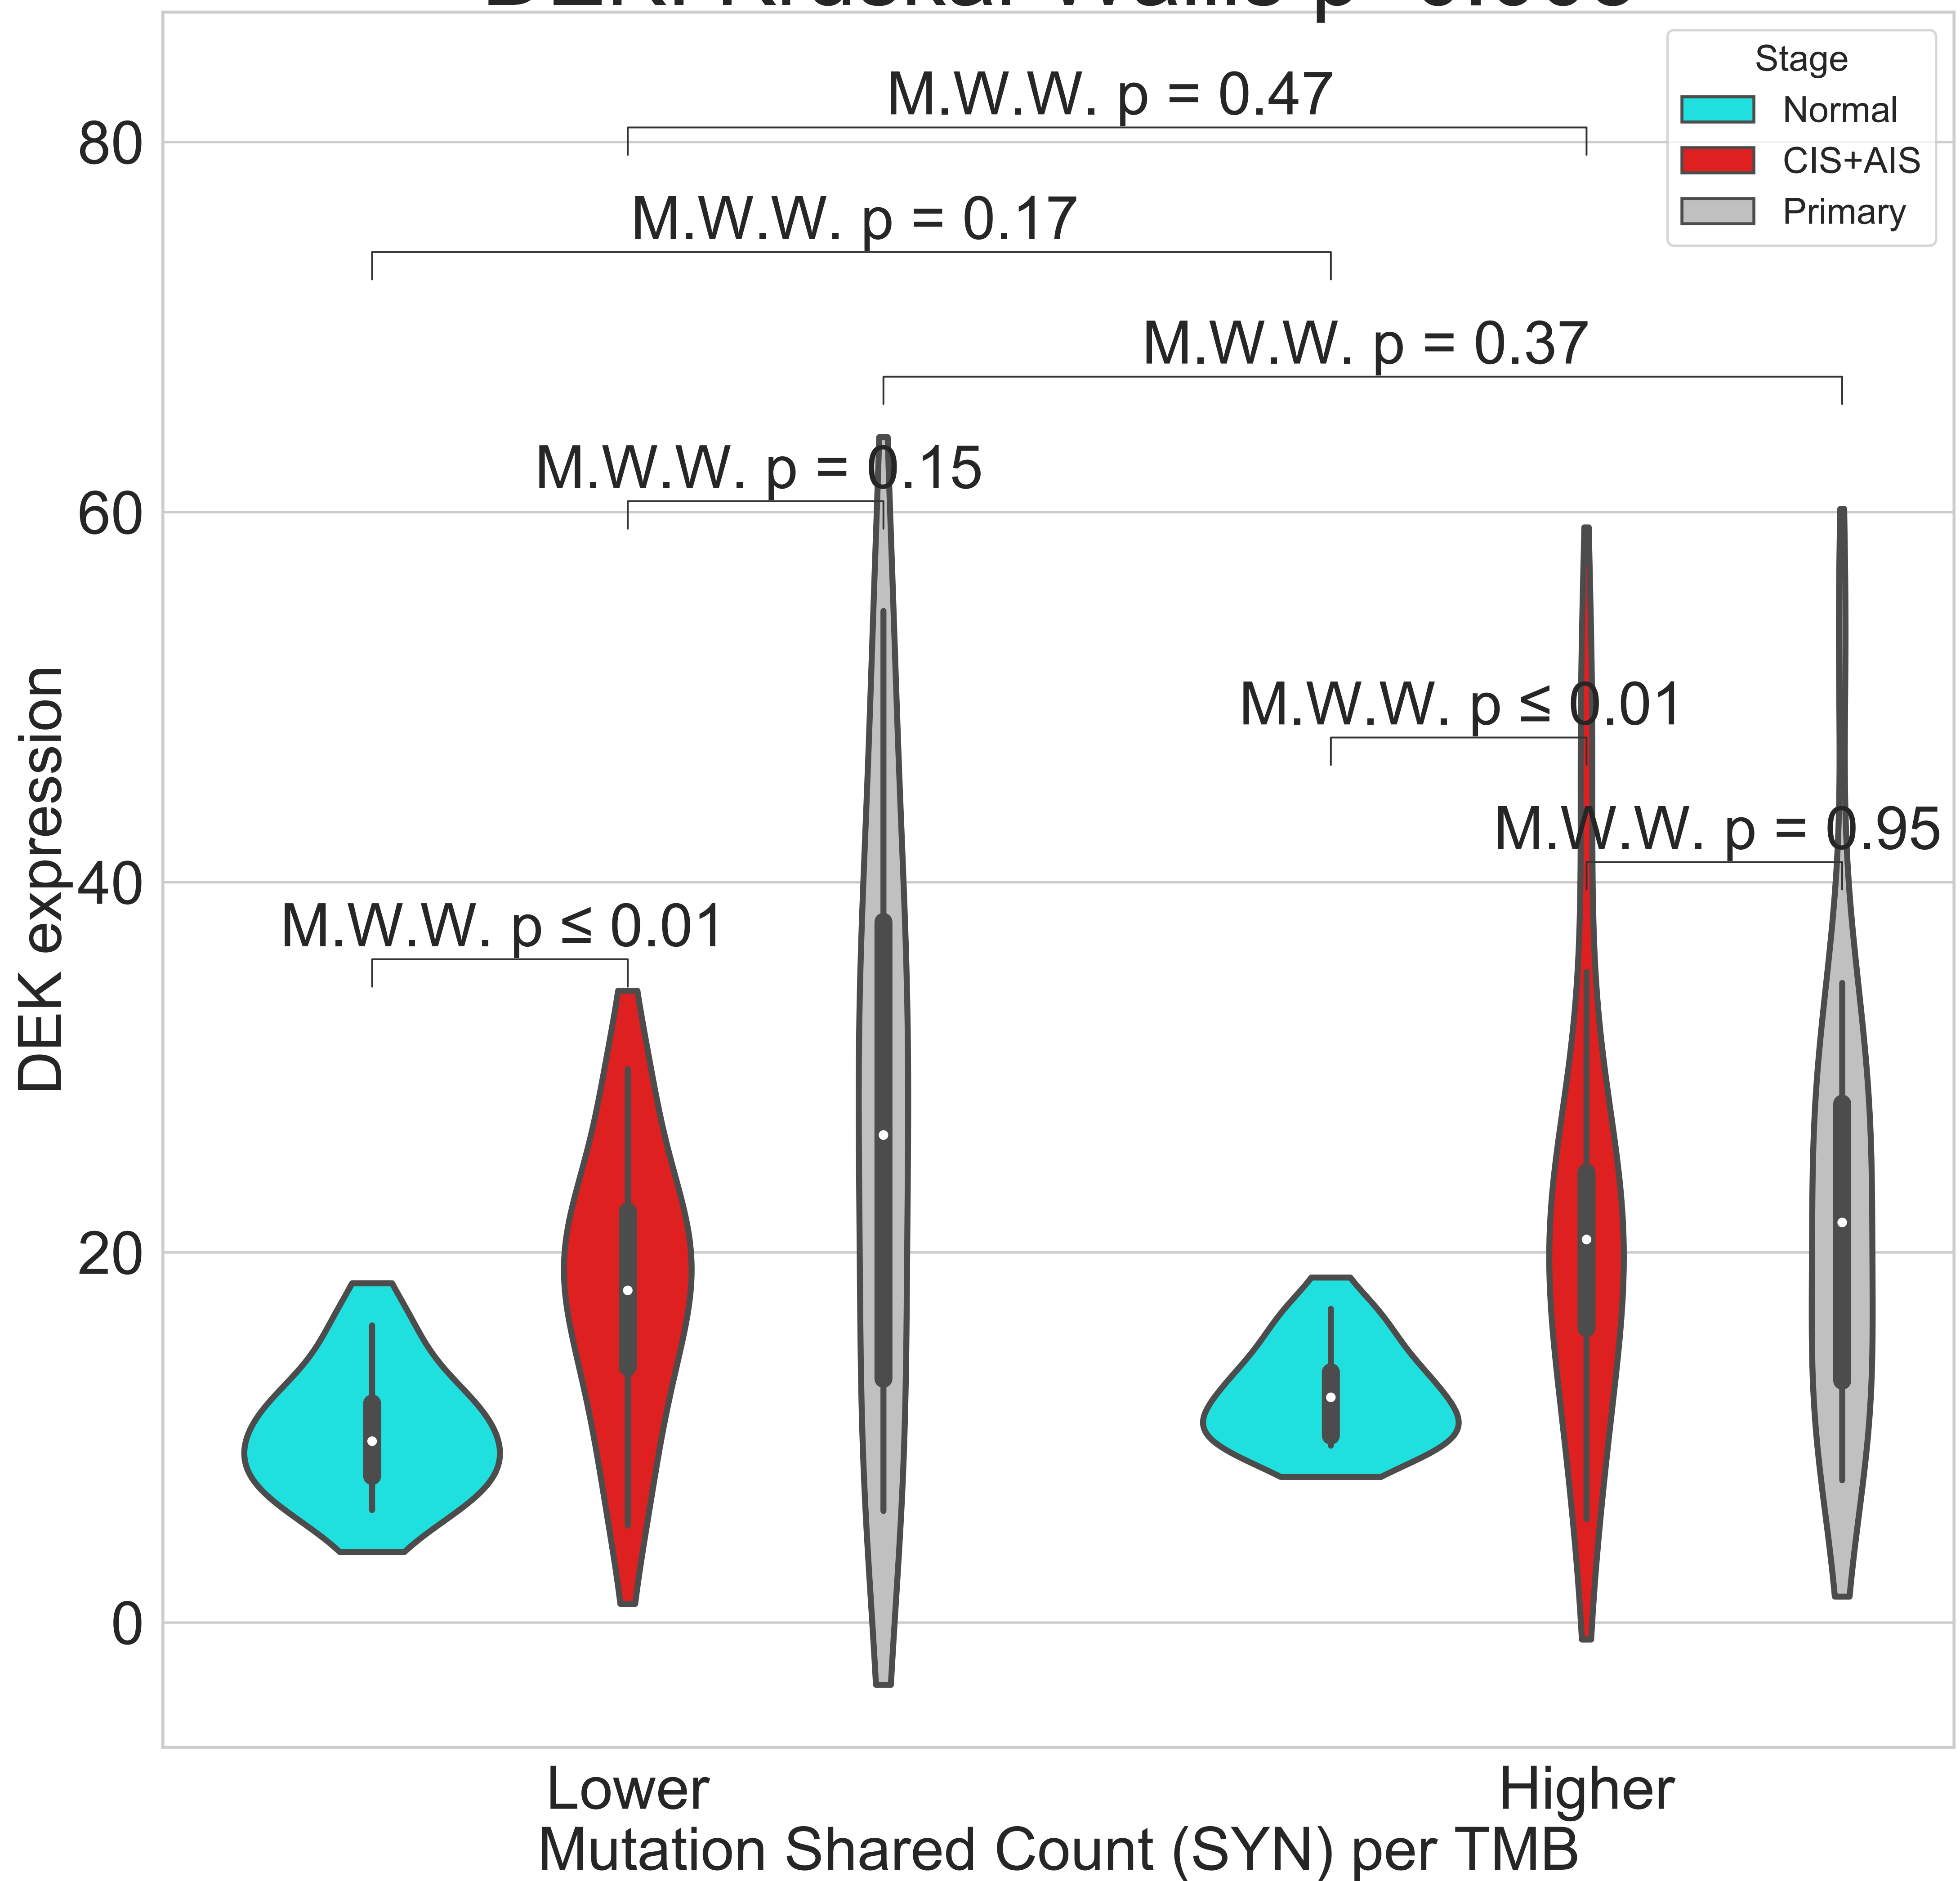 Stage
Normal
CIS+AIS
Primary
M.W.W. p = 0.47
M.W.W. p = 0.17
M.W.W. p = 0.37
M.W.W. p = 0.15
M.W.W. p ≤ 0.01
M.W.W. p = 0.95
M.W.W. p ≤ 0.01
80
60
40
20
0
DEK expression
Lower
Higher
Mutation Shared Count (SYN) per TMB